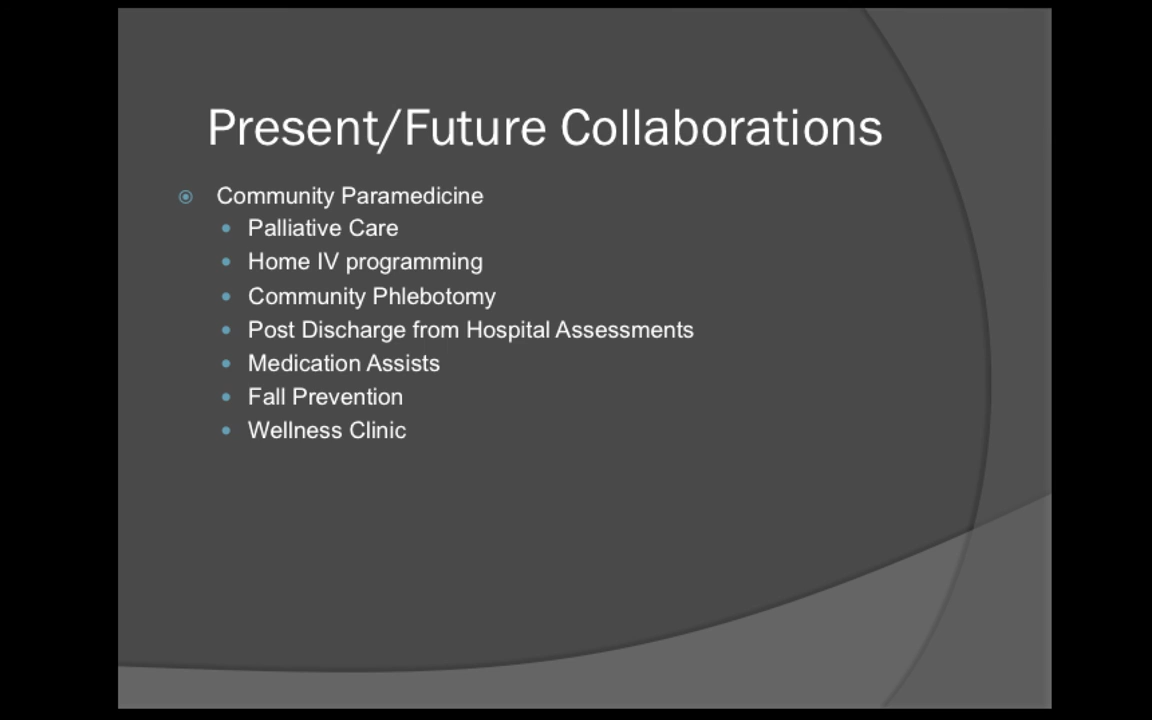 Present/Future Collaborations
Community Paramedicine
Palliative Care
Home IV programming
Community Phlebotomy
Post Discharge from Hospital Assessments
Medication Assists
Fall Prevention
Wellness Clinic